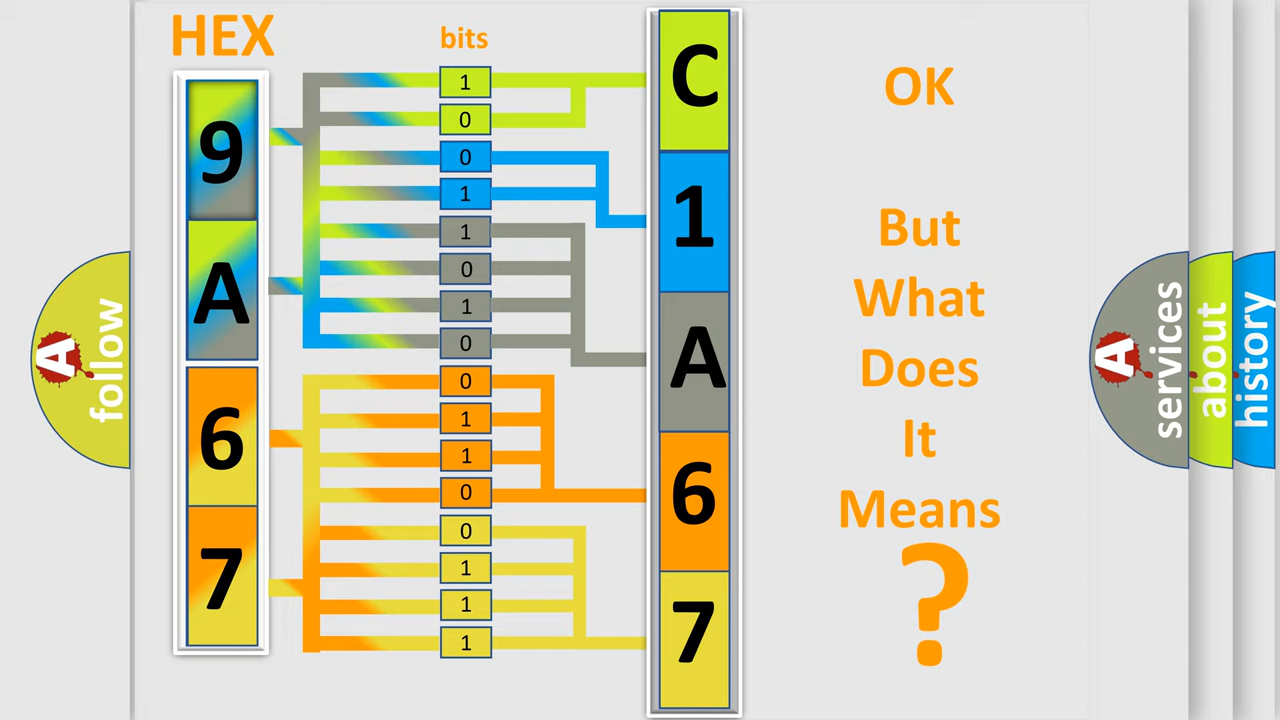 HEX
bits
9
A
6
7
1
0
0
1
1
0
1
0
0
1
1
0
0
1
1
1
C
1
A
6
7
OK
But
What
Does
It
Means
?
A
follow
A
services
about
history